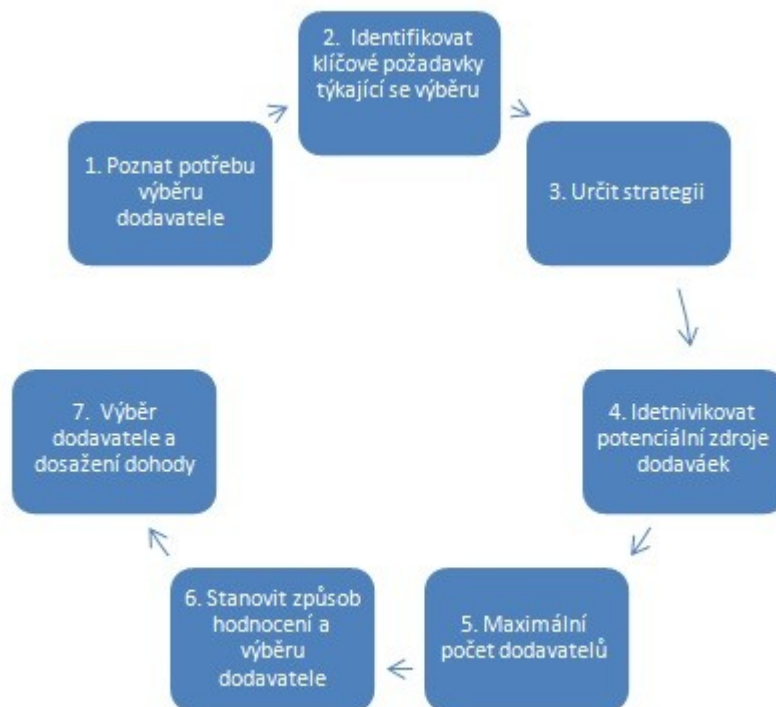 1. Poznat potřebu
výběru
dodavatele
2. Identifikovat
klíčové požadavky
týkající se výběru
3. Určit strategii
4. Idetnivikovat
potenciální zdroje
dodaváek
5. Maximální
počet dodavatelů
6. Stanovit způsob
hodnocení a
výběru
dodavatele
7. Výběr
dodavatele a
dosažení dohody